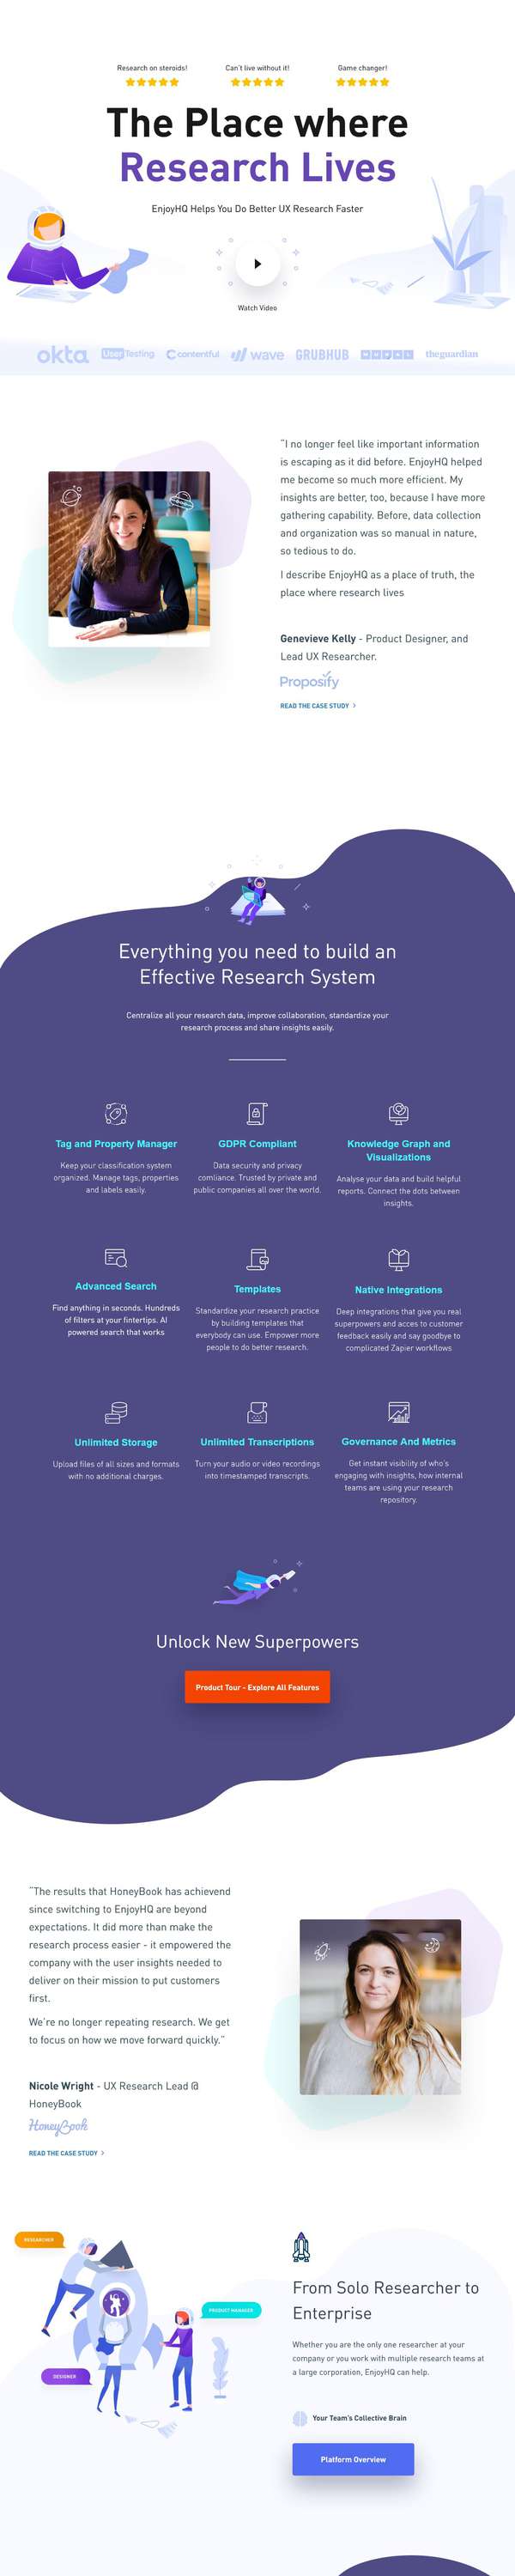 Research on steroids!
Can't live without it!
Game changer!
The Place where
Research Lives
EnjoyHQ Helps You Do Better UX Research Faster
Watch Video
okta
UserTesting
contentful
wave
GRUBHUB
theguardian
"I no longer feel like important information
is escaping as it did before. EnjoyHQ helped
me become so much more efficient. My
insights are better, too, because I have more
gathering capability. Before, data collection
and organization was so manual in nature,
so tedious to do.
I describe EnjoyHQ as a place of truth, the
place where research lives
Genevieve Kelly - Product Designer, and
Lead UX Researcher.
Proposify
READ THE CASE STUDY >
Everything you need to build an
Effective Research System
Centralize all your research data, improve collaboration, standardize your
research process and share insights easily.
Tag and Property Manager
Keep your classification system
organized. Manage tags, properties
and labels easily.
GDPR Compliant
Data security and privacy
comliance. Trusted by private and
public companies all over the world.
Knowledge Graph and
Visualizations
Analyse your data and build helpful
reports. Connect the dots between
insights.
Advanced Search
Find anything in seconds. Hundreds
of filters at your fintertips. AI
powered search that works
Templates
Standardize your research practice
by building templates that
everybody can use. Empower more
people to do better research.
Native Integrations
Deep integrations that give you real
superpowers and acces to customer
feedback easily and say goodbye to
complicated Zapier workflows
Unlimited Storage
Upload files of all sizes and formats
with no additional charges.
Unlimited Transcriptions
Turn your audio or video recordings
into timestamped transcripts.
Governance And Metrics
Get instant visibility of who's
engaging with insights, how internal
teams are using your research
repository.
Unlock New Superpowers
Product Tour - Explore All Features
"The results that HoneyBook has achievend
since switching to EnjoyHQ are beyond
expectations. It did more than make the
research process easier - it empowered the
company with the user insights needed to
deliver on their mission to put customers
first.
We're no longer repeating research. We get
to focus on how we move forward quickly."
Nicole Wright - UX Research Lead @
HoneyBook
HoneyBook
READ THE CASE STUDY >
RESEARCHER
PRODUCT MANAGER
DESIGNER
From Solo Researcher to
Enterprise
Whether you are the only one researcher at your
company or you work with multiple research teams at
a large corporation, EnjoyHQ can help.
Your Team's Collective Brain
Platform Overview